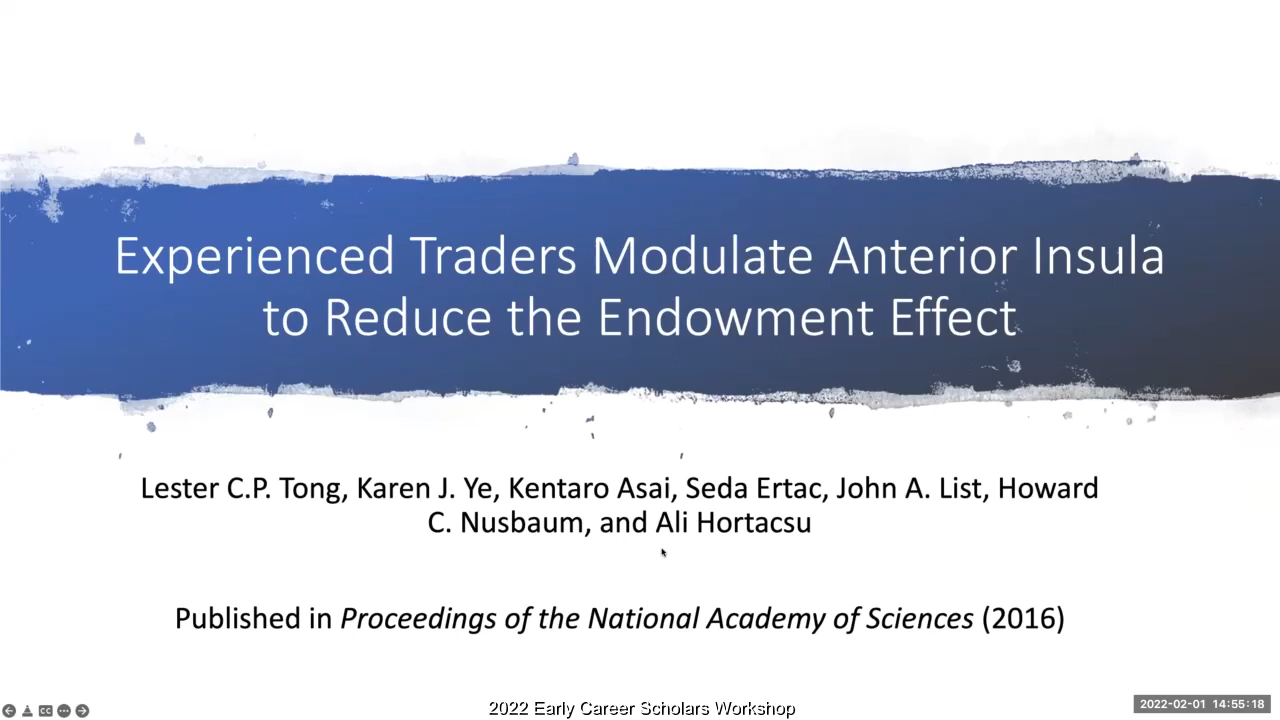 Experienced Traders Modulate Anterior Insula
to Reduce the Endowment Effect
Lester C.P. Tong, Karen J. Ye, Kentaro Asai, Seda Ertac, John A. List, Howard
C. Nusbaum, and Ali Hortacsu
Published in Proceedings of the National Academy of Sciences (2016)
CC
2022 Early Career Scholars Workshop
2022-02-01 14:55:18